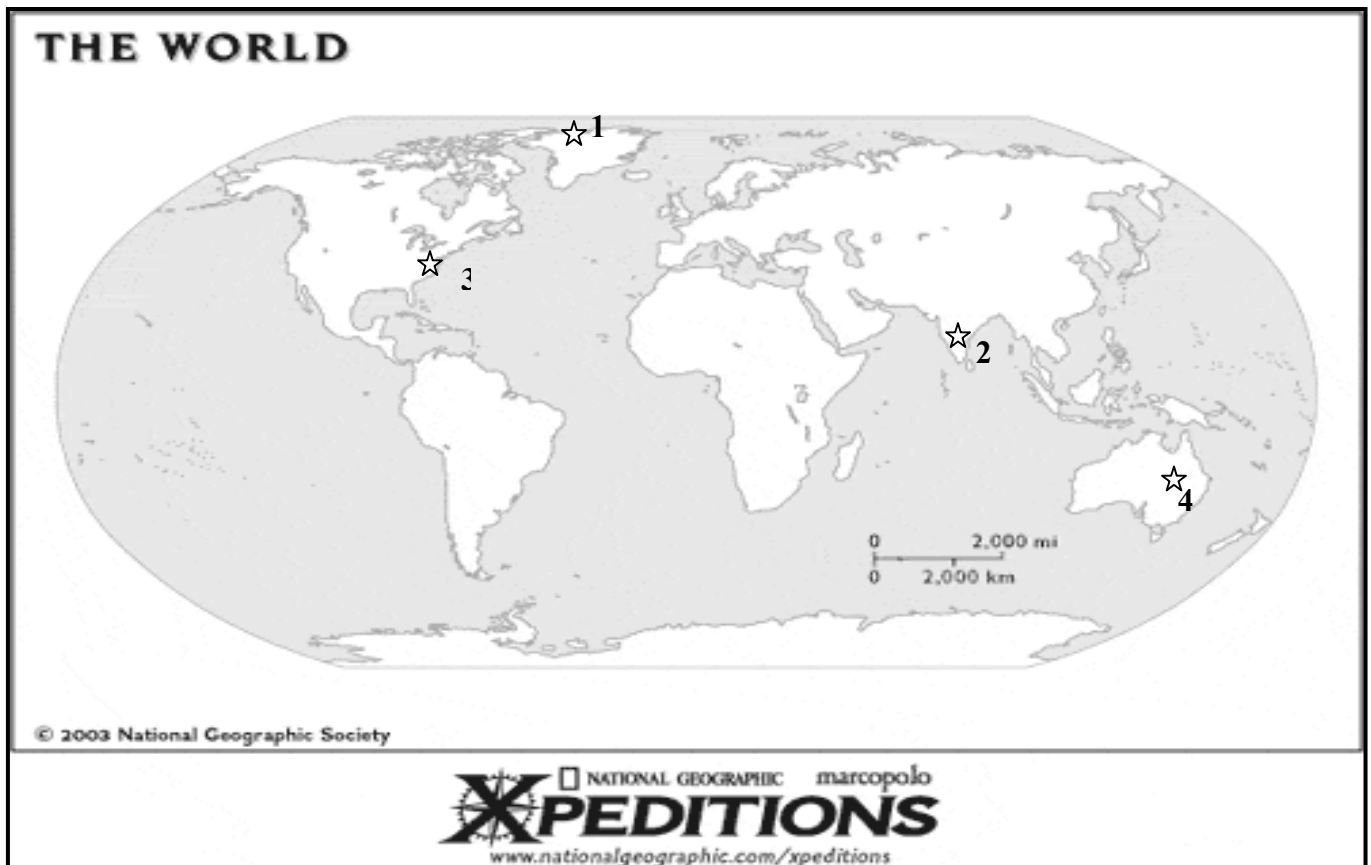 THE WORLD
1
3
2
4
0 2,000 mi
0 2,000 km
© 2003 National Geographic Society
NATIONAL GEOGRAPHIC marcopolo
XPEDITIONS
www.nationalgeographic.com/xpeditions